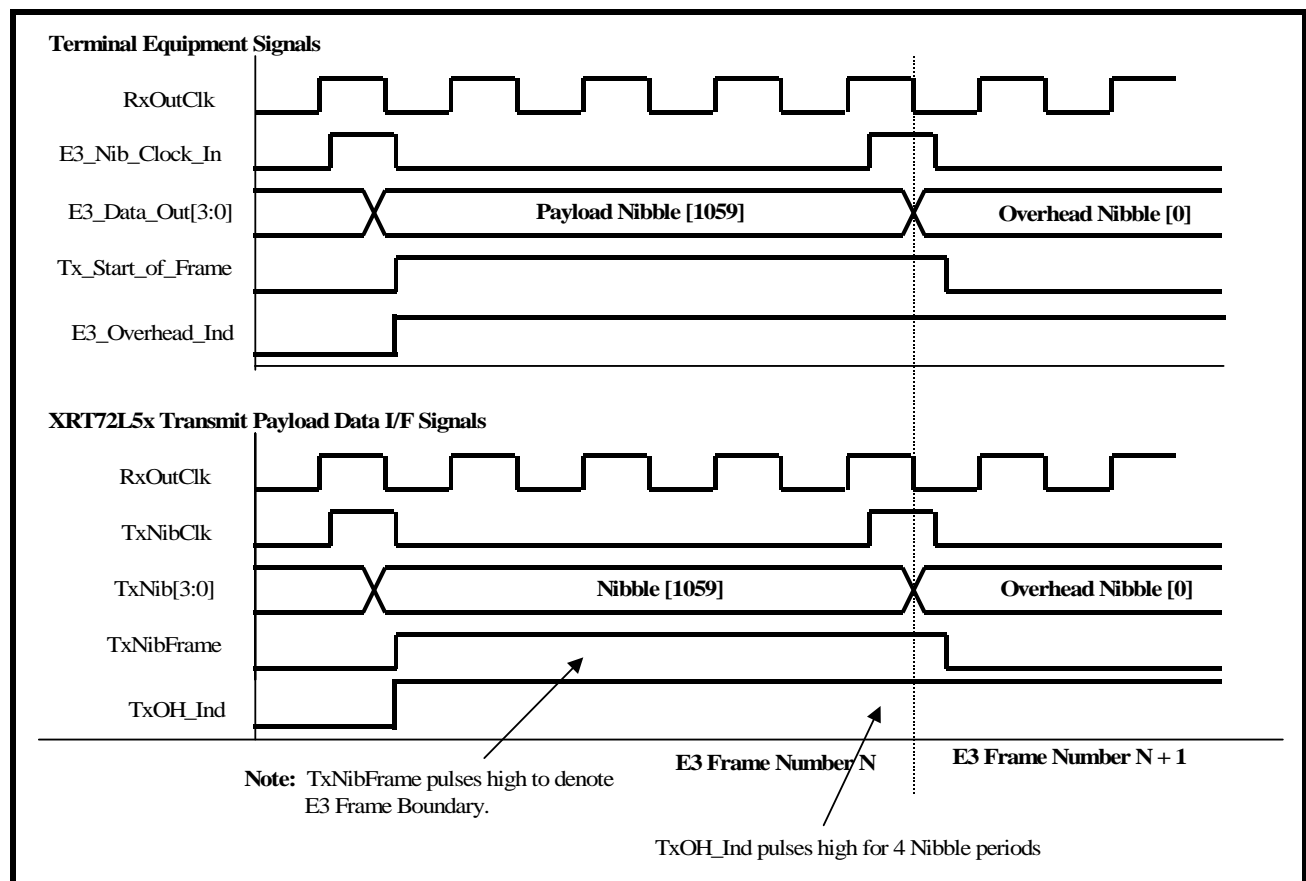 Terminal Equipment Signals
RxOutClk
E3_Nib_Clock_In
E3_Data_Out[3:0]
Payload Nibble [1059]
Overhead Nibble [0]
Tx_Start_of_Frame
E3_Overhead_Ind
XRT72L5x Transmit Payload Data I/F Signals
RxOutClk
TxNibClk
TxNib[3:0]
Nibble [1059]
Overhead Nibble [0]
TxNibFrame
TxOH_Ind
E3 Frame Number N
E3 Frame Number N + 1
Note: TxNibFrame pulses high to denote
E3 Frame Boundary.
TxOH_Ind pulses high for 4 Nibble periods